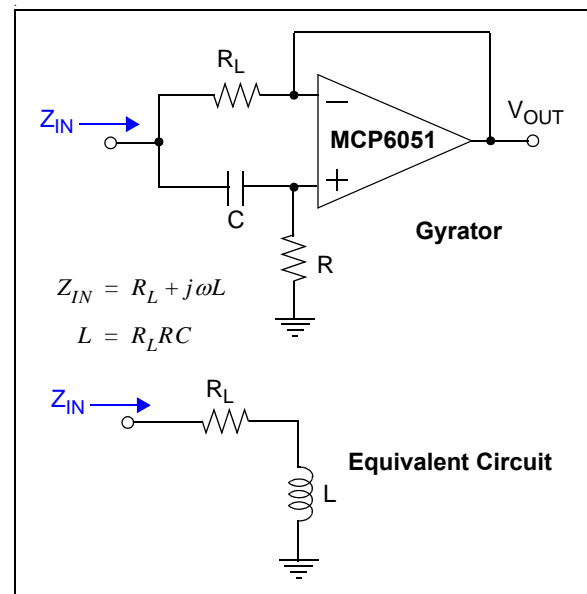 R_L
Z_IN
V_OUT
−
MCP6051
+
C
Gyrator
R
Z_IN = R_L + jωL
L = R_L RC
Z_IN
R_L
Equivalent Circuit
L